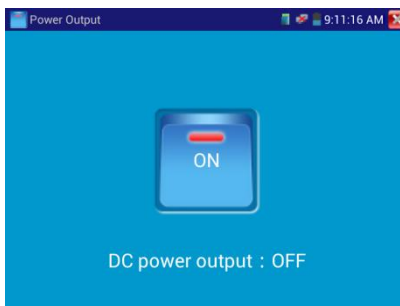 Power Output
9:11:16 AM
ON
DC power output : OFF